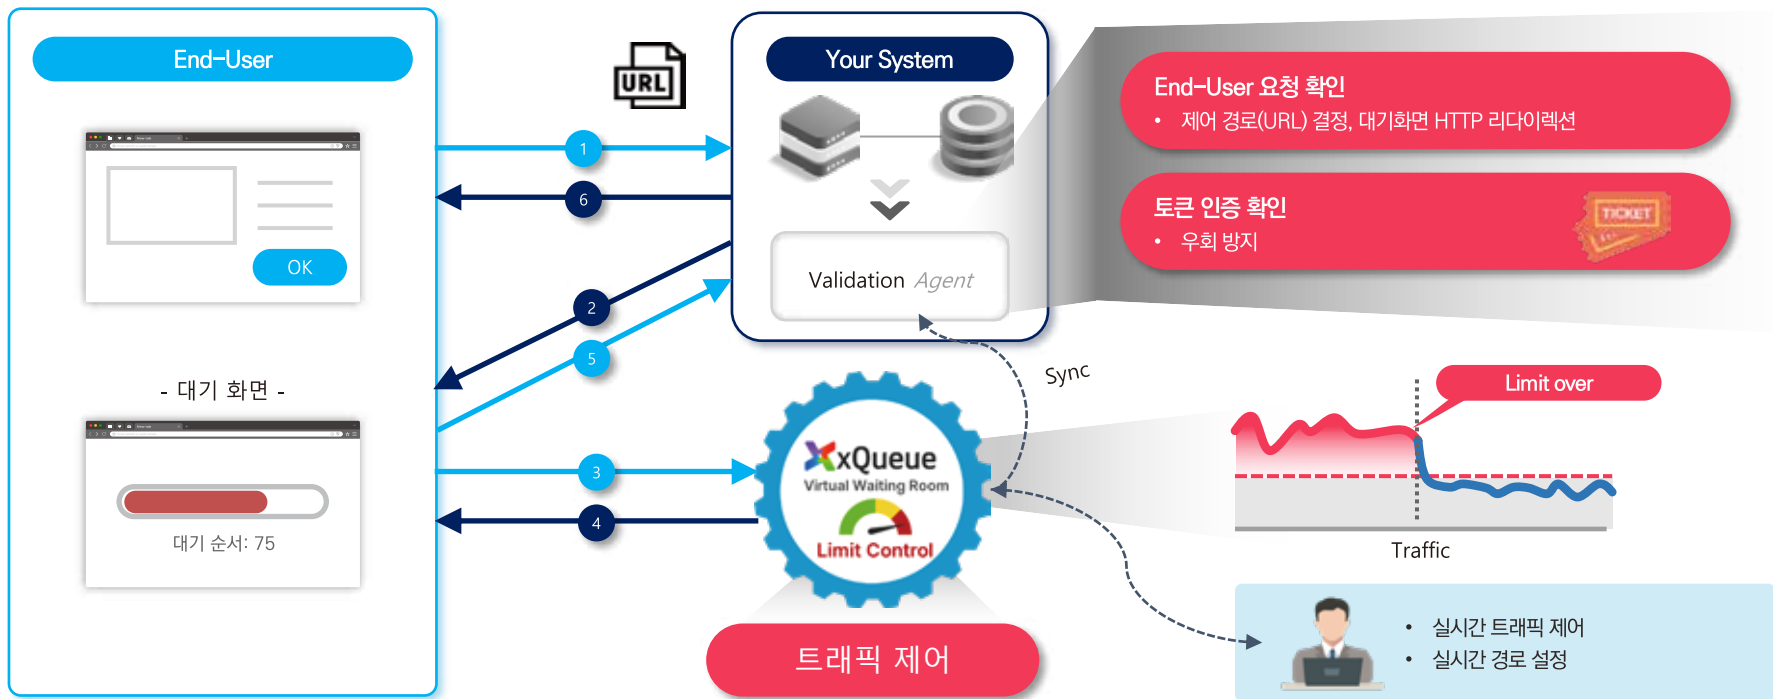 End-User
OK
- 대기 화면 -
대기 순서: 75
URL
1
6
2
5
3
4
Your System
Validation Agent
Sync
End-User 요청 확인
• 제어 경로(URL) 결정, 대기화면 HTTP 리다이렉션
토큰 인증 확인
• 우회 방지
TICKET
xQueue
Virtual Waiting Room
Limit Control
트래픽 제어
Limit over
Traffic
• 실시간 트래픽 제어
• 실시간 경로 설정